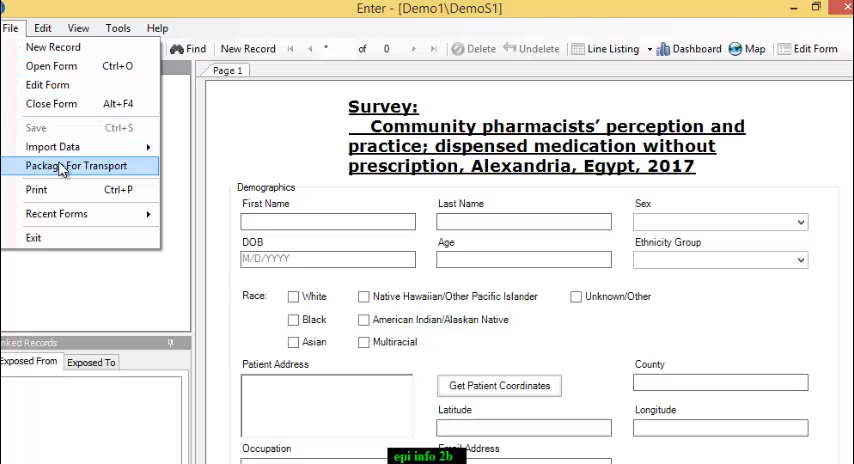 Enter - [Demo1\DemoS1]
File Edit View Tools Help
Find New Record * of 0 Delete Undelete Line Listing Dashboard Map Edit Form
New Record
Open Form Ctrl+O
Edit Form
Close Form Alt+F4
Save Ctrl+S
Import Data
Package For Transport
Print Ctrl+P
Recent Forms
Exit
Page 1
Survey:
Community pharmacists' perception and
practice; dispensed medication without
prescription, Alexandria, Egypt, 2017
Demographics
First Name Last Name Sex
DOB Age Ethnicity Group
M/D/YYYY
Race: White Native Hawaiian/Other Pacific Islander Unknown/Other
Black American Indian/Alaskan Native
Asian Multiracial
nked Records
Exposed From Exposed To
Patient Address County
Get Patient Coordinates
Latitude Longitude
Occupation Address
epi info 2b